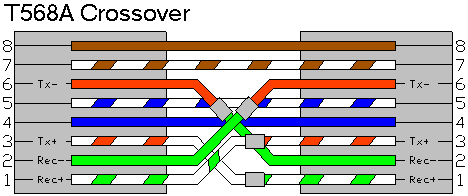 T568A Crossover
8 8
7 7
6 Tx- Tx- 6
5 5
4 4
3 Tx+ Tx+ 3
2 Rec- Rec- 2
1 Rec+ Rec+ 1